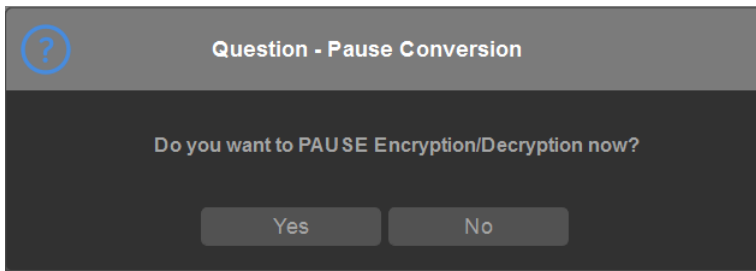 ?
Question - Pause Conversion
Do you want to PAUSE Encryption/Decryption now?
Yes
No